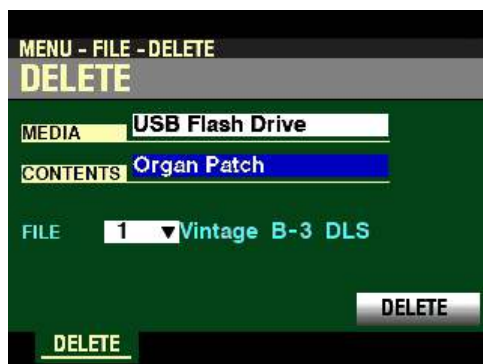 MENU - FILE - DELETE
DELETE
MEDIA USB Flash Drive
CONTENTS Organ Patch
FILE 1 ▼Vintage B-3 DLS
DELETE
DELETE